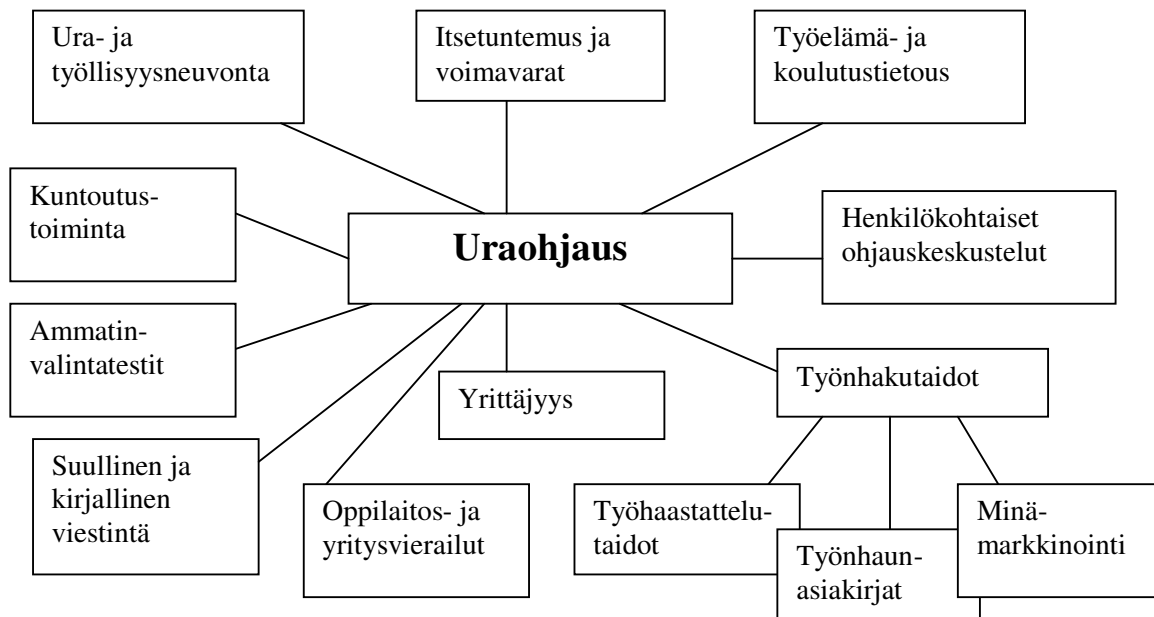 Ura- ja
työllisyysneuvonta
Itsetuntemus ja
voimavarat
Työelämä- ja
koulutustietous
Kuntoutus-
toiminta
Uraohjaus
Henkilökohtaiset
ohjauskeskustelut
Ammatin-
valintatestit
Yrittäjyys
Työnhakutaidot
Suullinen ja
kirjallinen
viestintä
Oppilaitos- ja
yritysvierailut
Työhaastattelu-
taidot
Työnhaun-
asiakirjat
Minä-
markkinointi